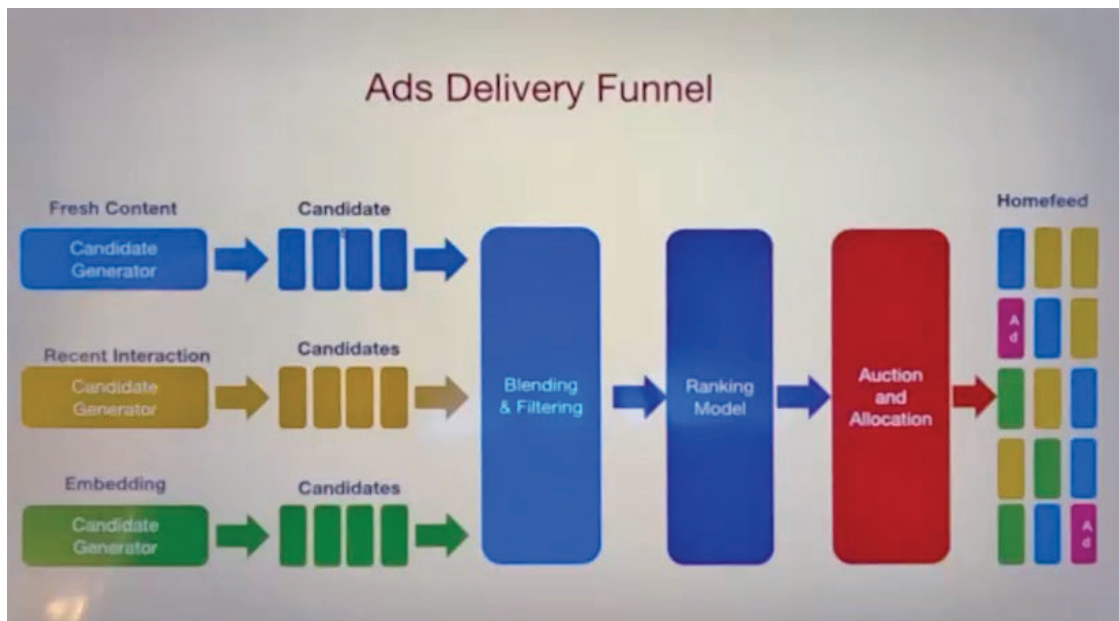 Ads Delivery Funnel
Fresh Content
Candidate
Generator
Candidate
Recent Interaction
Candidate
Generator
Candidates
Embedding
Candidate
Generator
Candidates
Blending
& Filtering
Ranking
Model
Auction
and
Allocation
Homefeed
A
d
A
d